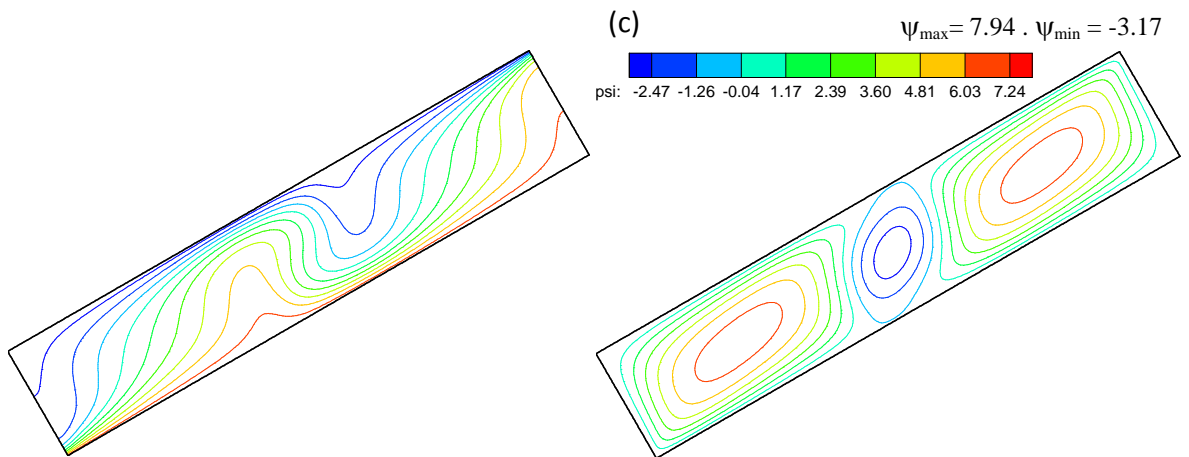 (c)
ψmax= 7.94 . ψmin = -3.17
psi: -2.47 -1.26 -0.04 1.17 2.39 3.60 4.81 6.03 7.24